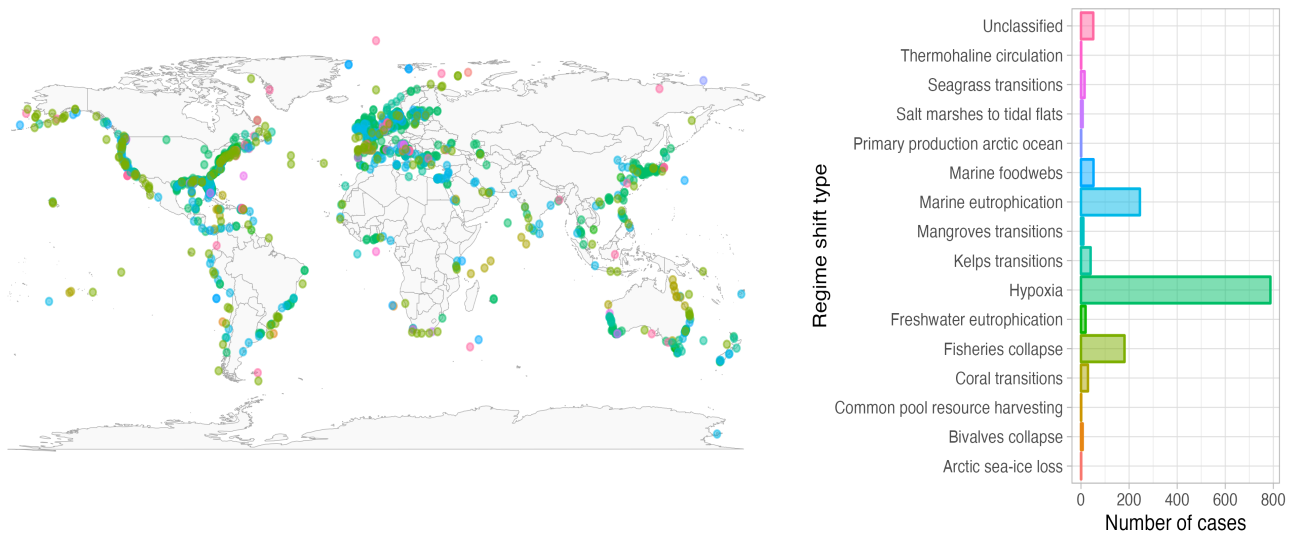 Regime shift type
Unclassified
Thermohaline circulation
Seagrass transitions
Salt marshes to tidal flats
Primary production arctic ocean
Marine foodwebs
Marine eutrophication
Mangroves transitions
Kelps transitions
Hypoxia
Freshwater eutrophication
Fisheries collapse
Coral transitions
Common pool resource harvesting
Bivalves collapse
Arctic sea-ice loss
0 200 400 600 800
Number of cases